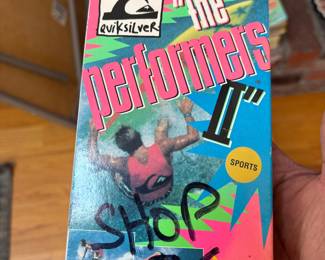 QUIKSILVER
"the
performers
II"
SPORTS
SHOP